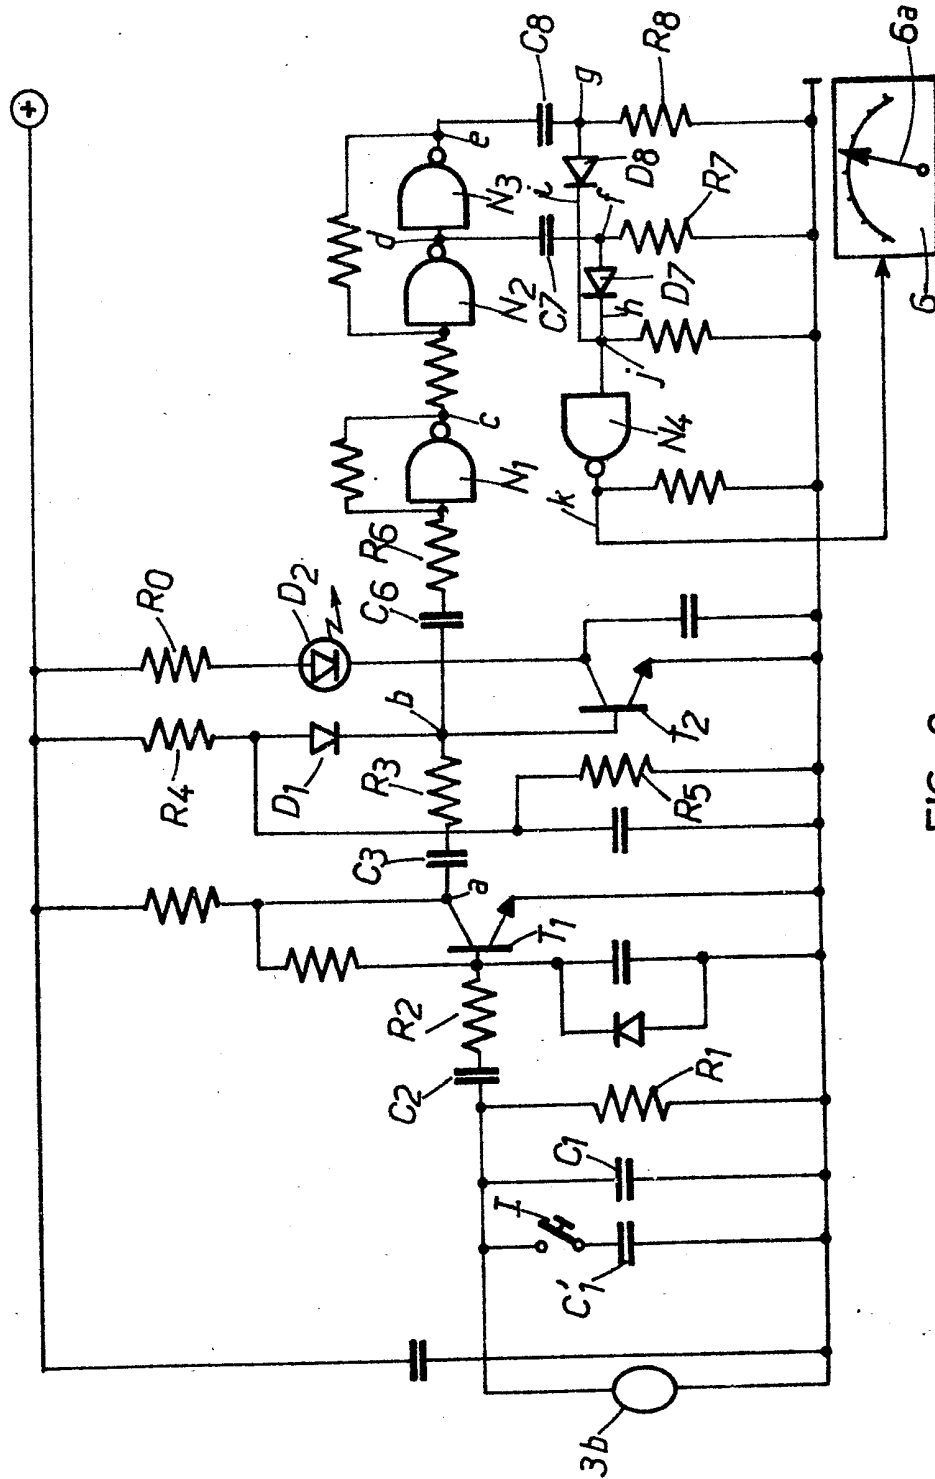 +
R0
R4
D2
D1
b
R3
C3
a
T1
R2
C2
R1
C1
I
C'1
3b
R5
T2
C6
R6
N1
c
N2
d
N3
e
C8
g
R8
D8
i
f
C7
R7
D7
h
j
N4
k
6
6a